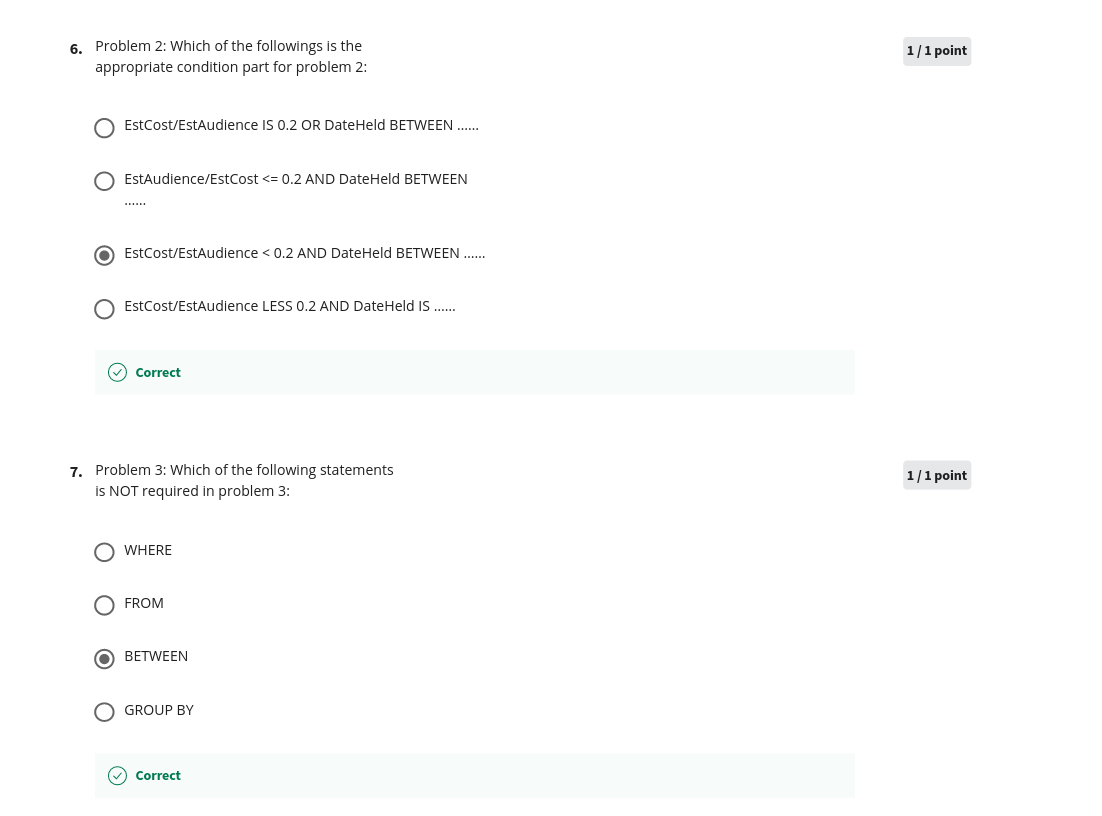 6. Problem 2: Which of the followings is the
appropriate condition part for problem 2:
1 / 1 point
EstCost/EstAudience IS 0.2 OR DateHeld BETWEEN ......
EstAudience/EstCost <= 0.2 AND DateHeld BETWEEN
......
EstCost/EstAudience < 0.2 AND DateHeld BETWEEN ......
EstCost/EstAudience LESS 0.2 AND DateHeld IS ......
Correct
7. Problem 3: Which of the following statements
is NOT required in problem 3:
1 / 1 point
WHERE
FROM
BETWEEN
GROUP BY
Correct